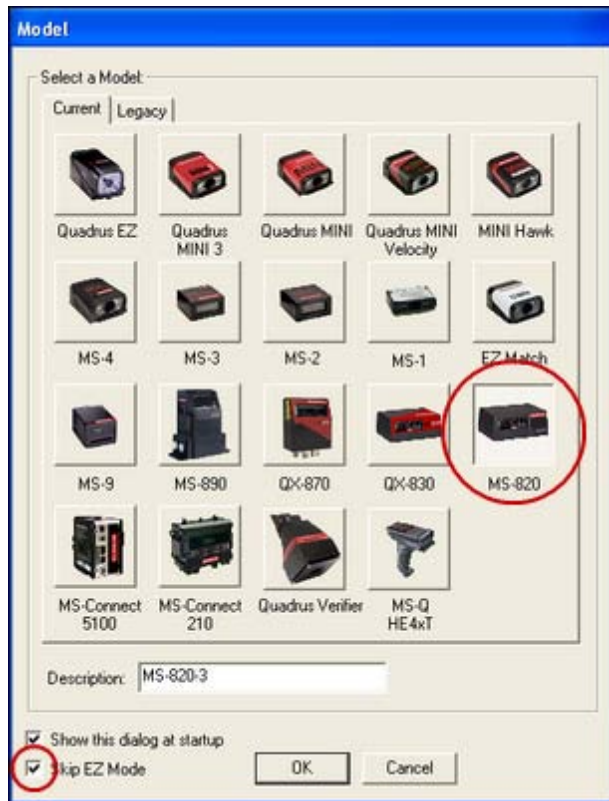 Model
Select a Model:
Current Legacy
Quadrus EZ
Quadrus MINI 3
Quadrus MINI
Quadrus MINI Velocity
MINI Hawk
MS-4
MS-3
MS-2
MS-1
EZ Match
MS-9
MS-890
QX-870
QX-830
MS-820
MS-Connect 5100
MS-Connect 210
Quadrus Verifier
MS-Q HE4xT
Description: MS-820-3
Show this dialog at startup
Skip EZ Mode
OK
Cancel